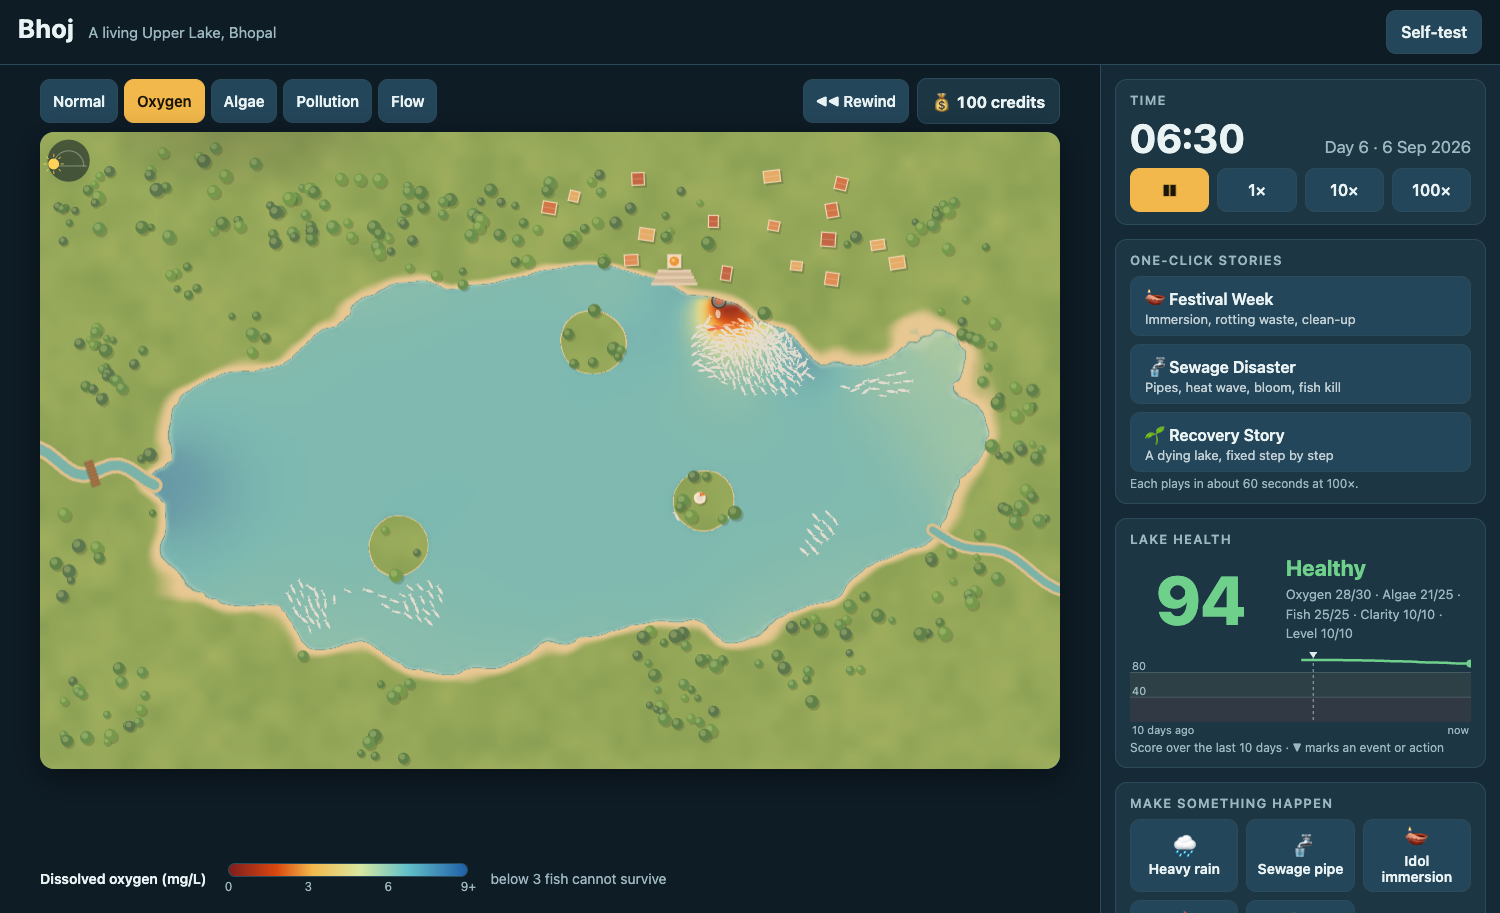 Bhoj
A living Upper Lake, Bhopal
Self-test
Normal
Oxygen
Algae
Pollution
Flow
◀◀ Rewind
💰 100 credits
TIME
06:30
Day 6 · 6 Sep 2026
1×
10×
100×
ONE-CLICK STORIES
Festival Week
Immersion, rotting waste, clean-up
Sewage Disaster
Pipes, heat wave, bloom, fish kill
Recovery Story
A dying lake, fixed step by step
Each plays in about 60 seconds at 100×.
LAKE HEALTH
94
Healthy
Oxygen 28/30 · Algae 21/25 ·
Fish 25/25 · Clarity 10/10 ·
Level 10/10
80
40
10 days ago
now
Score over the last 10 days · ▼ marks an event or action
MAKE SOMETHING HAPPEN
Heavy rain
Sewage pipe
Idol
immersion
Dissolved oxygen (mg/L)
0
3
6
9+
below 3 fish cannot survive